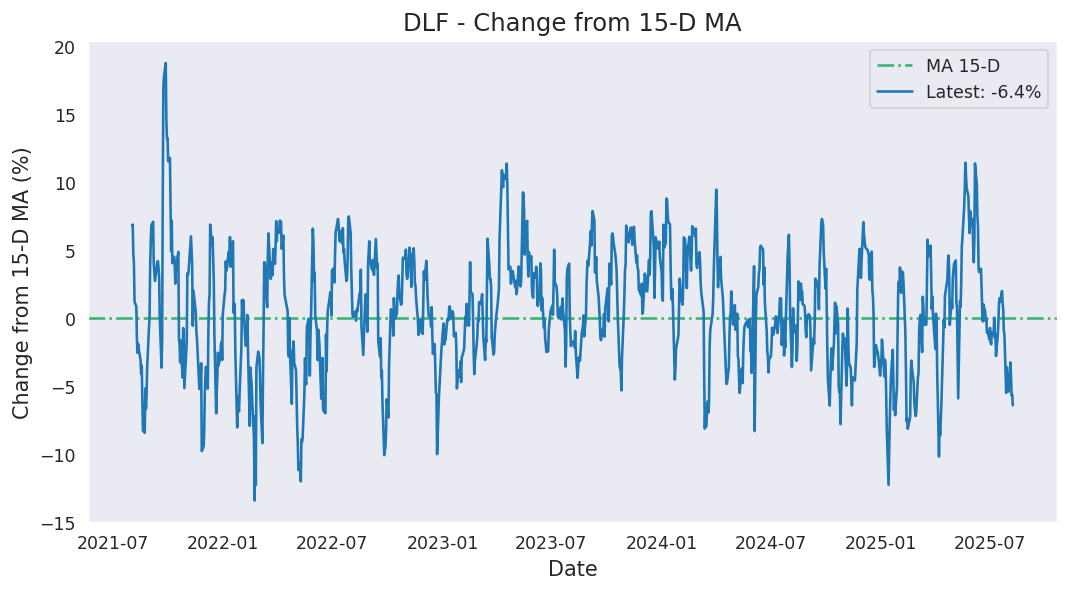 DLF - Change from 15-D MA
Change from 15-D MA (%)
20
15
10
5
0
−5
−10
−15
MA 15-D
Latest: -6.4%
2021-07 2022-01 2022-07 2023-01 2023-07 2024-01 2024-07 2025-01 2025-07
Date